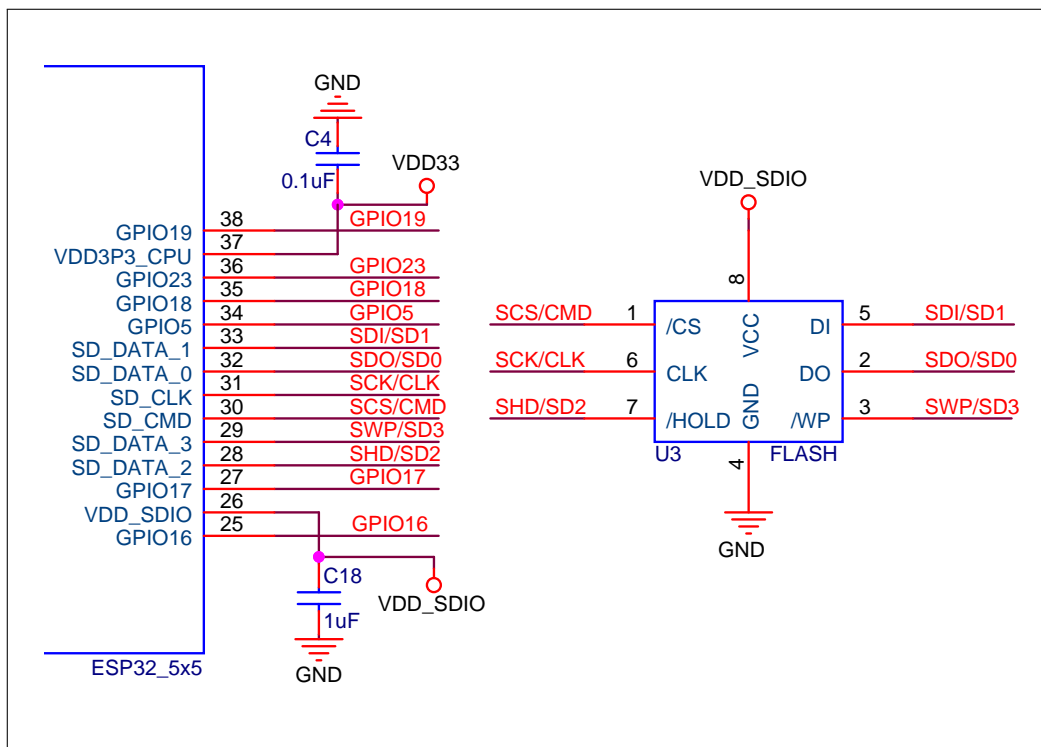 GND
C4
0.1uF
VDD33
GPIO19 38 GPIO19
VDD3P3_CPU 37
GPIO23 36 GPIO23
GPIO18 35 GPIO18
GPIO5 34 GPIO5
SD_DATA_1 33 SDI/SD1
SD_DATA_0 32 SDO/SD0
SD_CLK 31 SCK/CLK
SD_CMD 30 SCS/CMD
SD_DATA_3 29 SWP/SD3
SD_DATA_2 28 SHD/SD2
GPIO17 27 GPIO17
VDD_SDIO 26
GPIO16 25 GPIO16
C18
1uF
VDD_SDIO
GND
ESP32_5x5
VDD_SDIO
8
SCS/CMD 1 /CS VCC DI 5 SDI/SD1
SCK/CLK 6 CLK DO 2 SDO/SD0
SHD/SD2 7 /HOLD GND /WP 3 SWP/SD3
U3 FLASH
4
GND